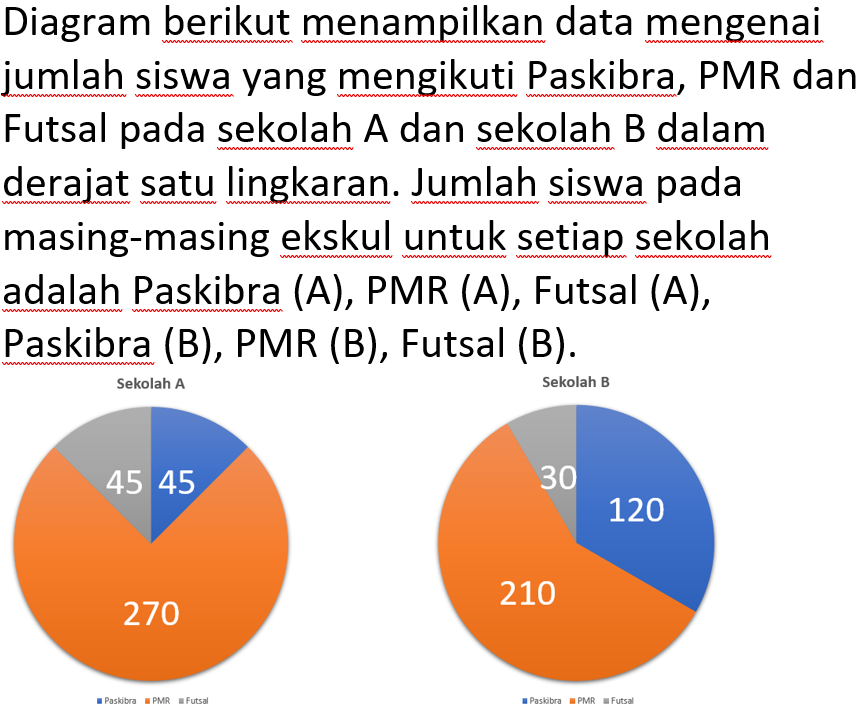 Diagram berikut menampilkan data mengenai
jumlah siswa yang mengikuti Paskibra, PMR dan
Futsal pada sekolah A dan sekolah B dalam
derajat satu lingkaran. Jumlah siswa pada
masing-masing ekskul untuk setiap sekolah
adalah Paskibra (A), PMR (A), Futsal (A),
Paskibra (B), PMR (B), Futsal (B).
Sekolah A
45 45
270
Paskibra PMR Futsal
Sekolah B
30
120
210
Paskibra PMR Futsal